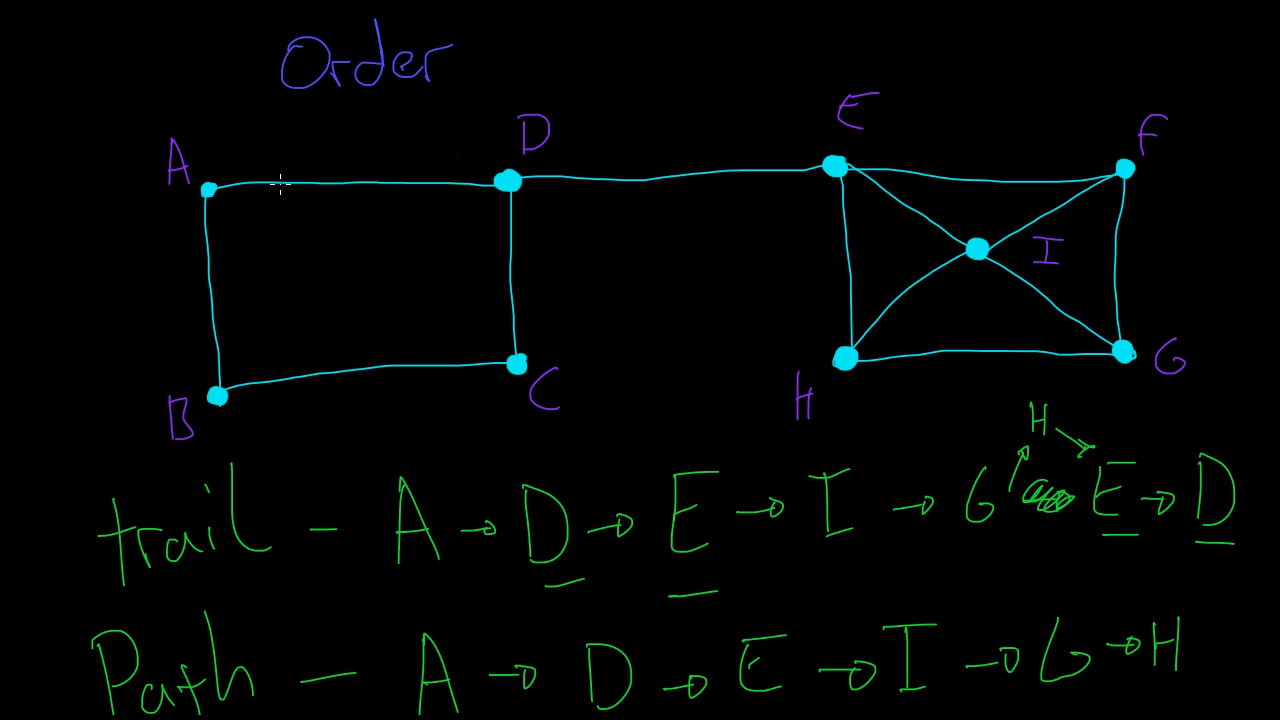 Order
E
D
F
A
I
G
C
H
B
H
trail - A → D → E → I → G E → D
Path - A → D → E → I → G → H